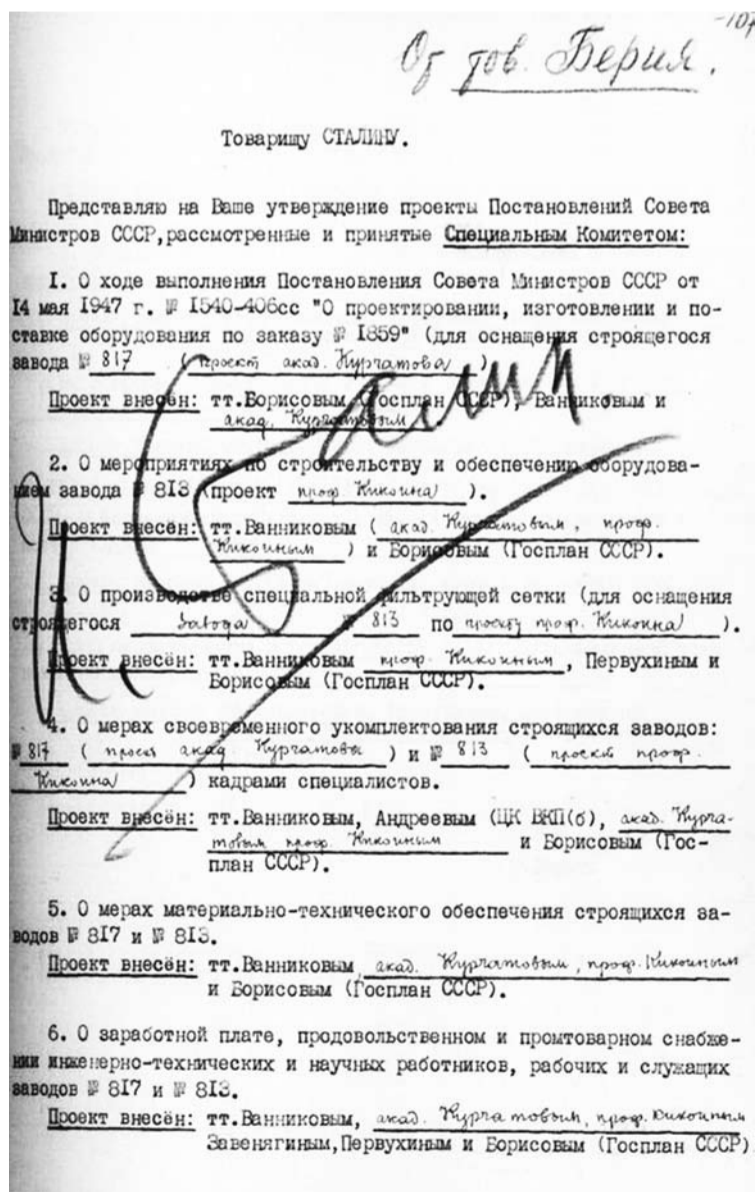 -107
От тов. Берия.
Товарищу СТАЛИНУ.
Представляю на Ваше утверждение проекты Постановлений Совета
Министров СССР,рассмотренные и принятые Специальным Комитетом:
I. О ходе выполнения Постановления Совета Министров СССР от
I4 мая I947 г. № I540-406сс "О проектировании, изготовлении и по-
ставке оборудования по заказу № I859" (для оснащения строящегося
завода № 817 ( проект акад. Курчатова )
Проект внесён: тт.Борисовым (Госплан СССР), Ванниковым и
акад. Курчатовым
И. Сталин
2. О мероприятиях по строительству и обеспечению оборудова-
нием завода № 813 (проект проф. Кикоина ).
Проект внесён: тт.Ванниковым ( акад. Курчатовым, проф.
Кикоиным ) и Борисовым (Госплан СССР).
3. О производстве специальной фильтрующей сетки (для оснащения
строящегося завода № 813 по проекту проф. Кикоина ).
Проект внесён: тт.Ванниковым проф. Кикоиным , Первухиным и
Борисовым (Госплан СССР).
4. О мерах своевременного укомплектования строящихся заводов:
№ 817 ( проект акад. Курчатова ) и № 813 ( проект проф.
Кикоина ) кадрами специалистов.
Проект внесён: тт.Ванниковым, Андреевым (ЦК ВКП(б), акад. Курча-
товым проф. Кикоиным и Борисовым (Гос-
план СССР).
5. О мерах материально-технического обеспечения строящихся за-
водов № 8I7 и № 8I3.
Проект внесён: тт.Ванниковым, акад. Курчатовым, проф. Кикоиным
и Борисовым (Госплан СССР).
6. О заработной плате, продовольственном и промтоварном снабже-
нии инженерно-технических и научных работников, рабочих и служащих
заводов № 8I7 и № 8I3.
Проект внесён: тт.Ванниковым, акад. Курчатовым, проф. Кикоиным
Завенягиным,Первухиным и Борисовым (Госплан СССР)